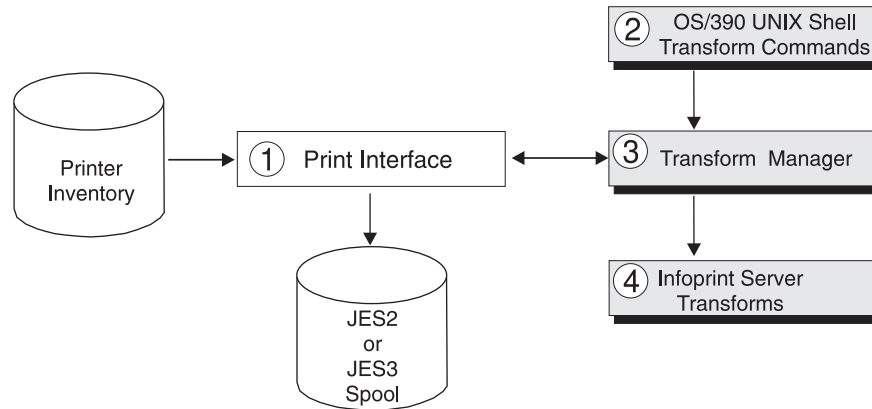 2 OS/390 UNIX Shell
Transform Commands
Printer
Inventory
1 Print Interface
3 Transform Manager
4 Infoprint Server
Transforms
JES2
or
JES3
Spool